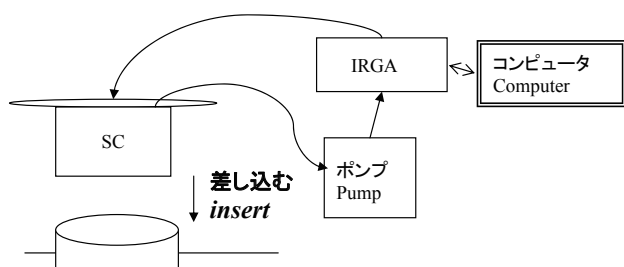 IRGA
コンピュータ
Computer
SC
ポンプ
Pump
差し込む
insert